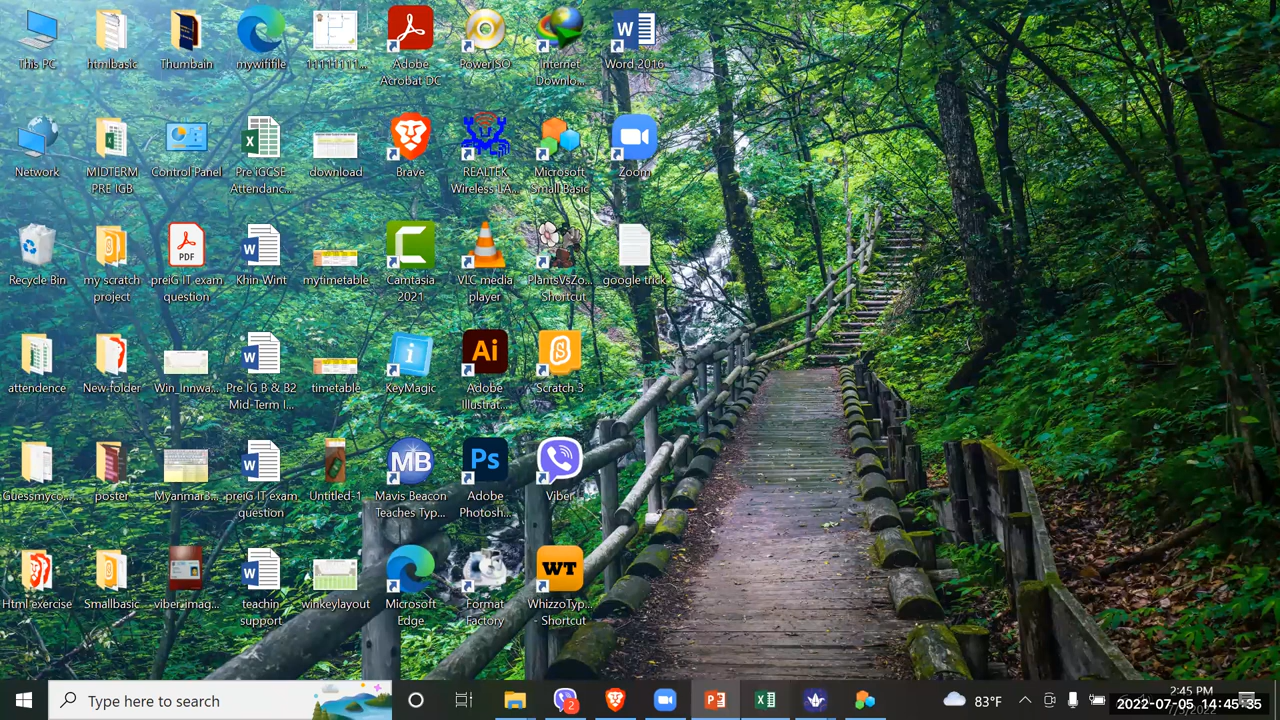 This PC
htmlbasic
Thumbain
mywififile
11111111...
Adobe
Acrobat DC
PowerISO
Internet
Downlo...
Word 2016
Network
MIDTERM
PRE IGB
Control Panel
Pre iGCSE
Attendanc...
download
Brave
REALTEK
Wireless LA...
Microsoft
Small Basic
Zoom
Recycle Bin
my scratch
project
PDF
preiG IT exam
question
Khin Wint
mytimetable
Camtasia
2021
VLC media
player
PlantsVsZo...
Shortcut
google trick
attendence
New folder
Win_Innwa...
Pre IG B & B2
Mid-Term I...
timetable
KeyMagic
Ai
Adobe
Illustrat...
Scratch 3
Guessmyco...
poster
Myanmar3...
preiG IT exam
question
Untitled-1
MB
Mavis Beacon
Teaches Typ...
Ps
Adobe
Photosh...
Viber
Html exercise
Smallbasic
viber imag...
teachin
support
winkeylayout
Microsoft
Edge
Format
Factory
WT
WhizzoTyp...
- Shortcut
Type here to search
2
83°F
2:45 PM
2022-07-05 14:45:35